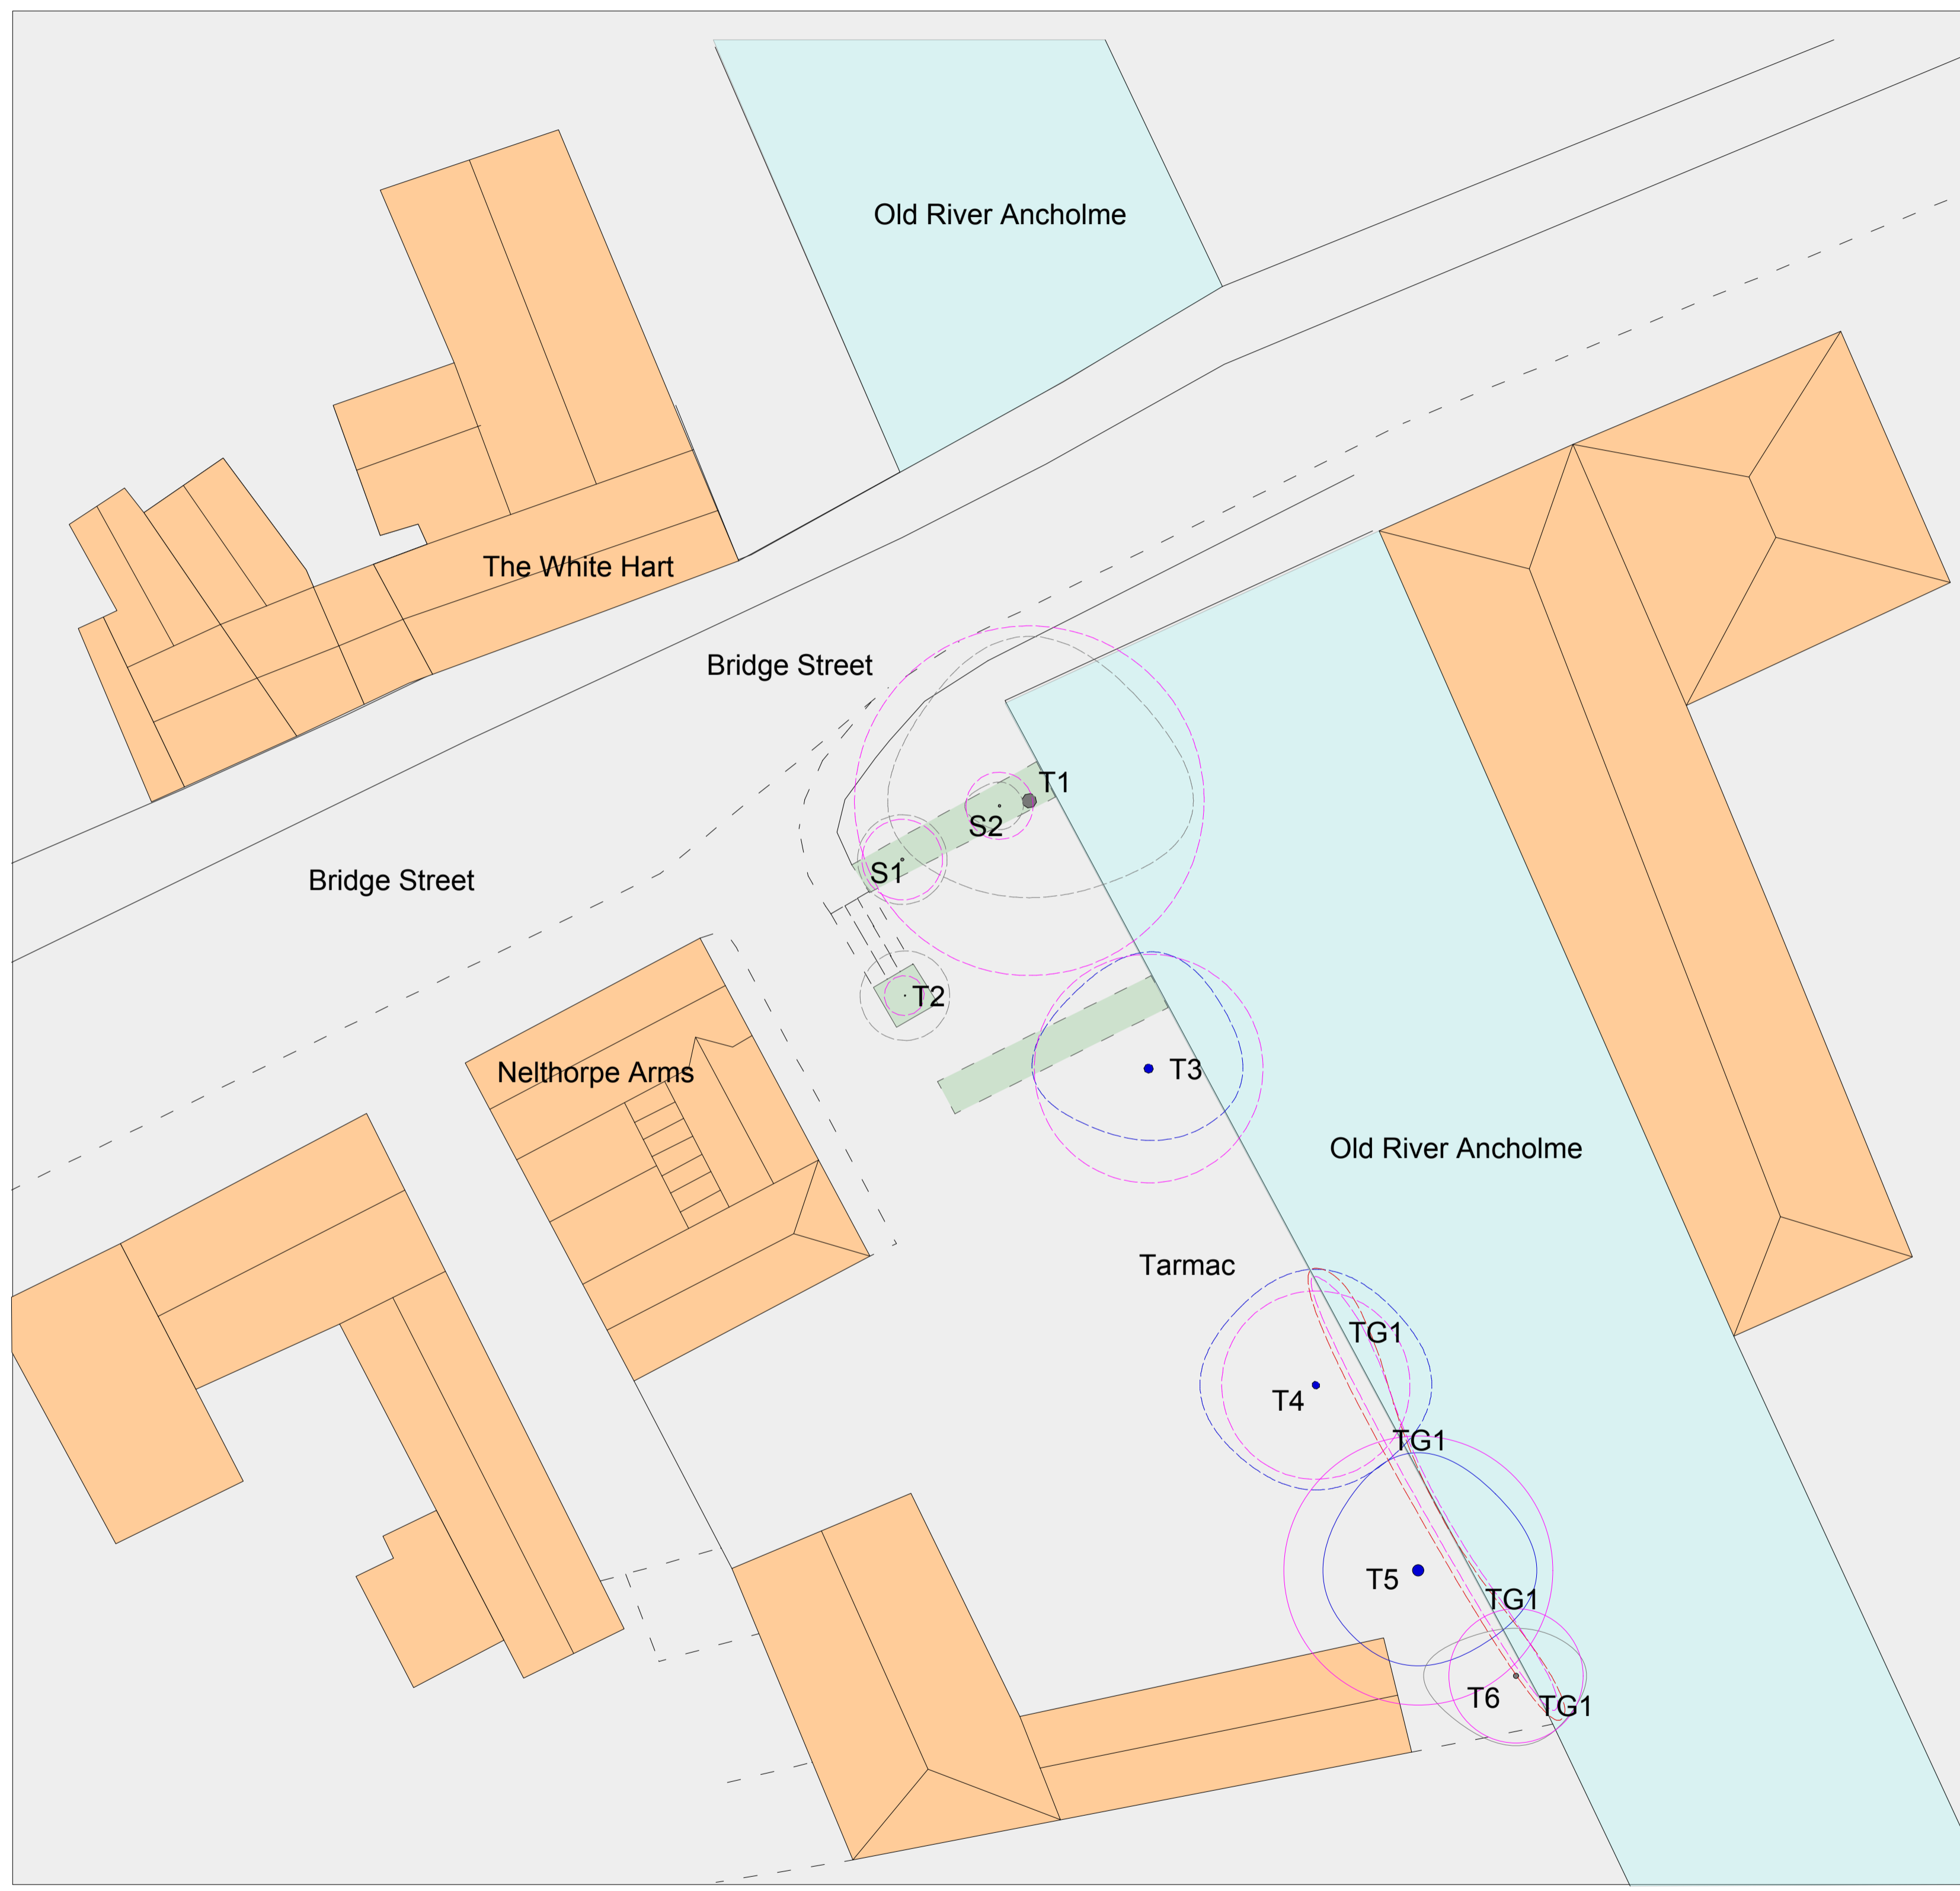 Old River Ancholme
The White Hart
Bridge Street
T1
S2
S1
Bridge Street
T2
Nelthorpe Arms
T3
Old River Ancholme
Tarmac
TG1
T4
TG1
T5
TG1
T6
TG1